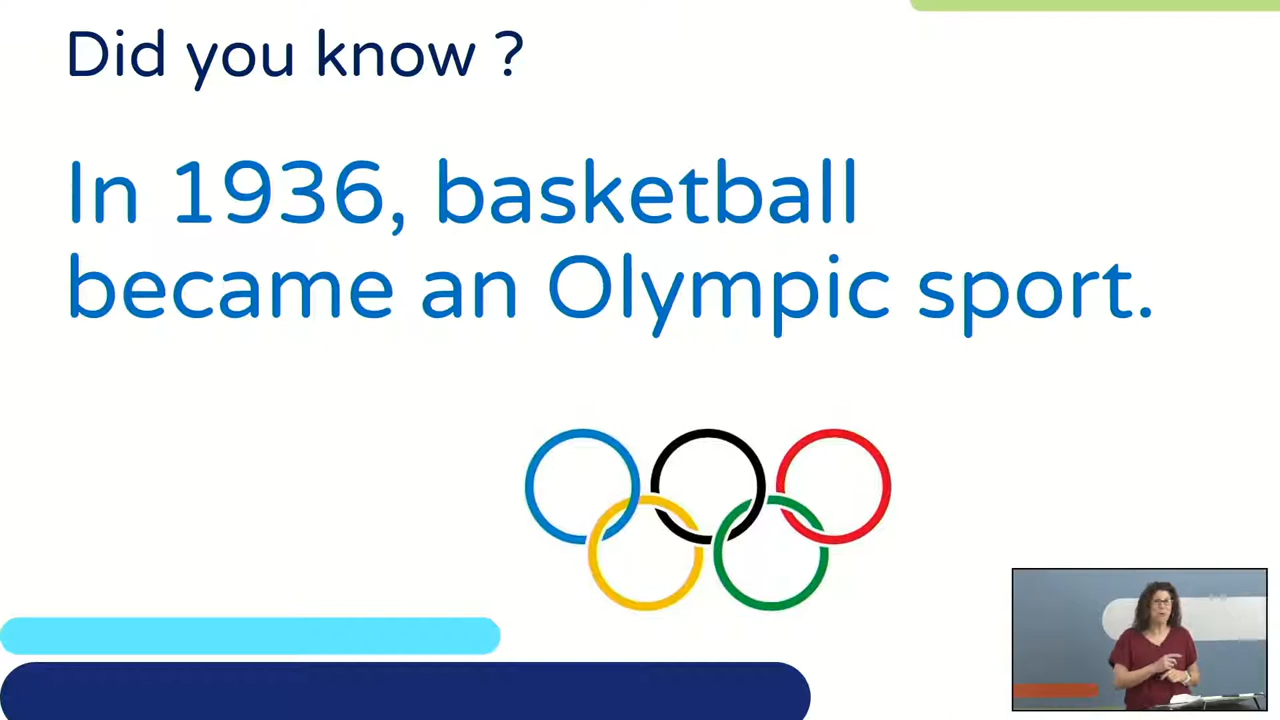 Did you know ?
In 1936, basketball
became an Olympic sport.